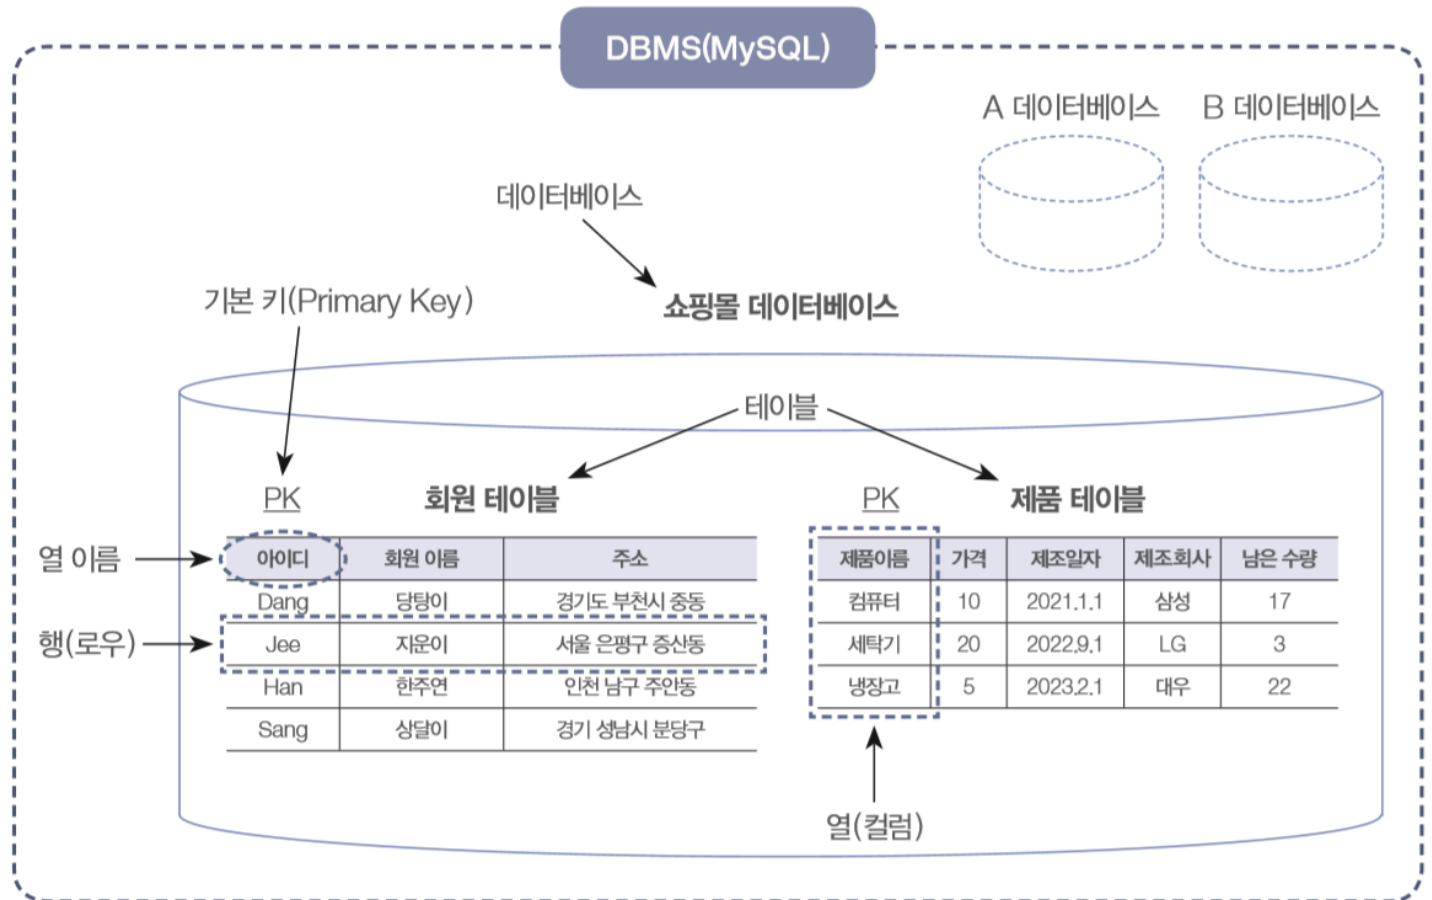 DBMS(MySQL)
A 데이터베이스 B 데이터베이스
데이터베이스
기본 키(Primary Key)
쇼핑몰 데이터베이스
테이블
PK 회원 테이블
열 이름
아이디 회원 이름 주소
Dang 당탕이 경기도 부천시 중동
행(로우)
Jee 지운이 서울 은평구 증산동
Han 한주연 인천 남구 주안동
Sang 상달이 경기 성남시 분당구
PK 제품 테이블
제품이름 가격 제조일자 제조회사 남은 수량
컴퓨터 10 2021.1.1 삼성 17
세탁기 20 2022.9.1 LG 3
냉장고 5 2023.2.1 대우 22
열(컬럼)